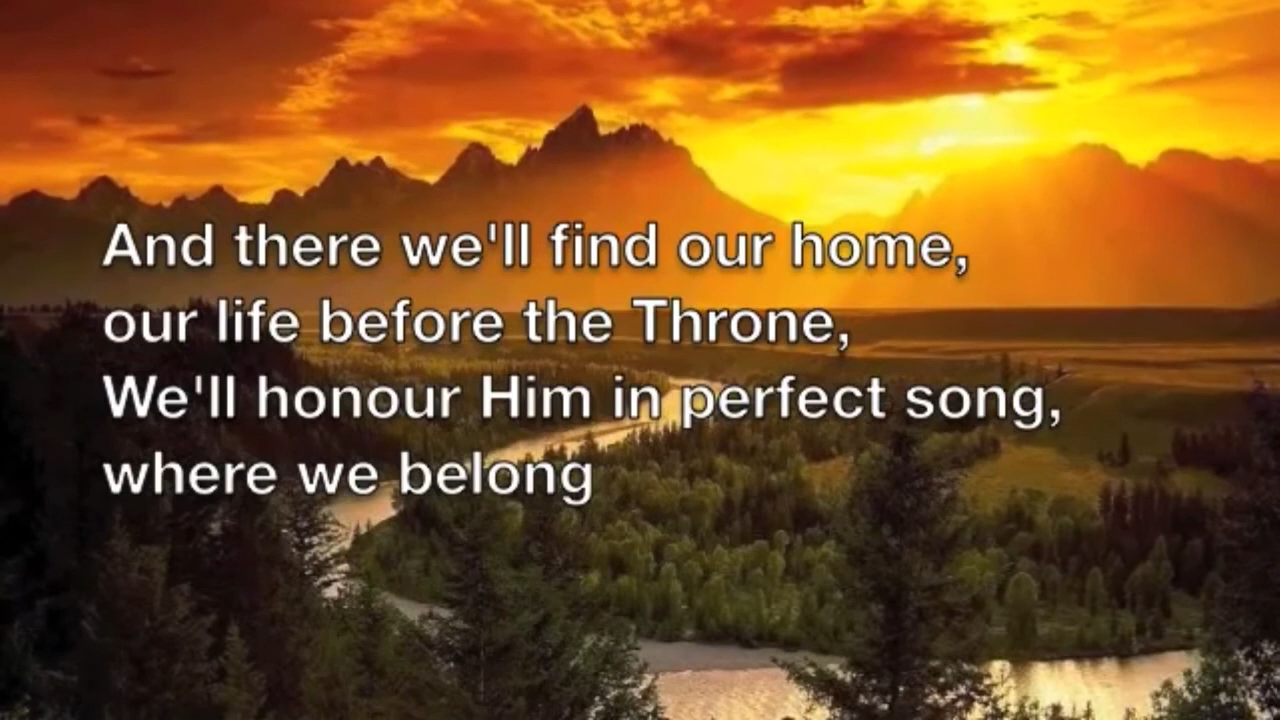 And there we'll find our home,
our life before the Throne,
We'll honour Him in perfect song,
where we belong